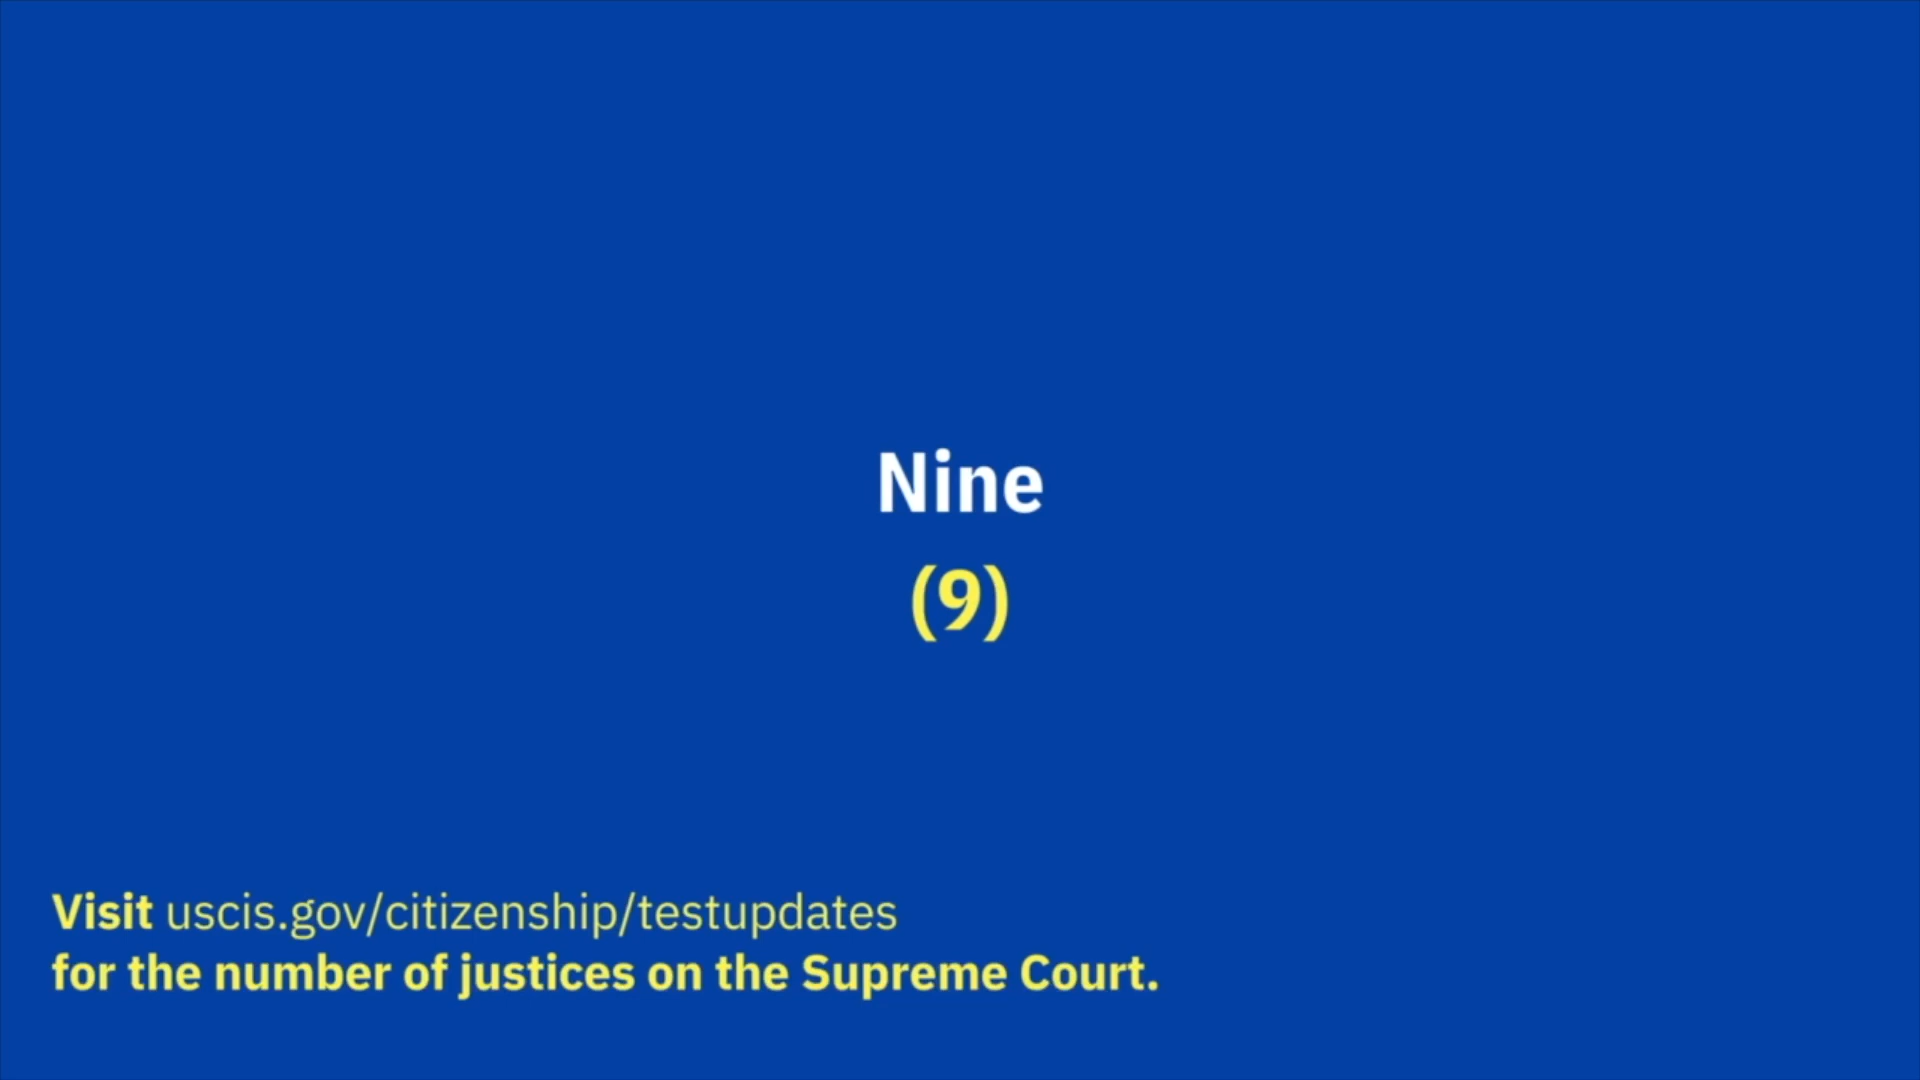 Nine
(9)
Visit uscis.gov/citizenship/testupdates
for the number of justices on the Supreme Court.